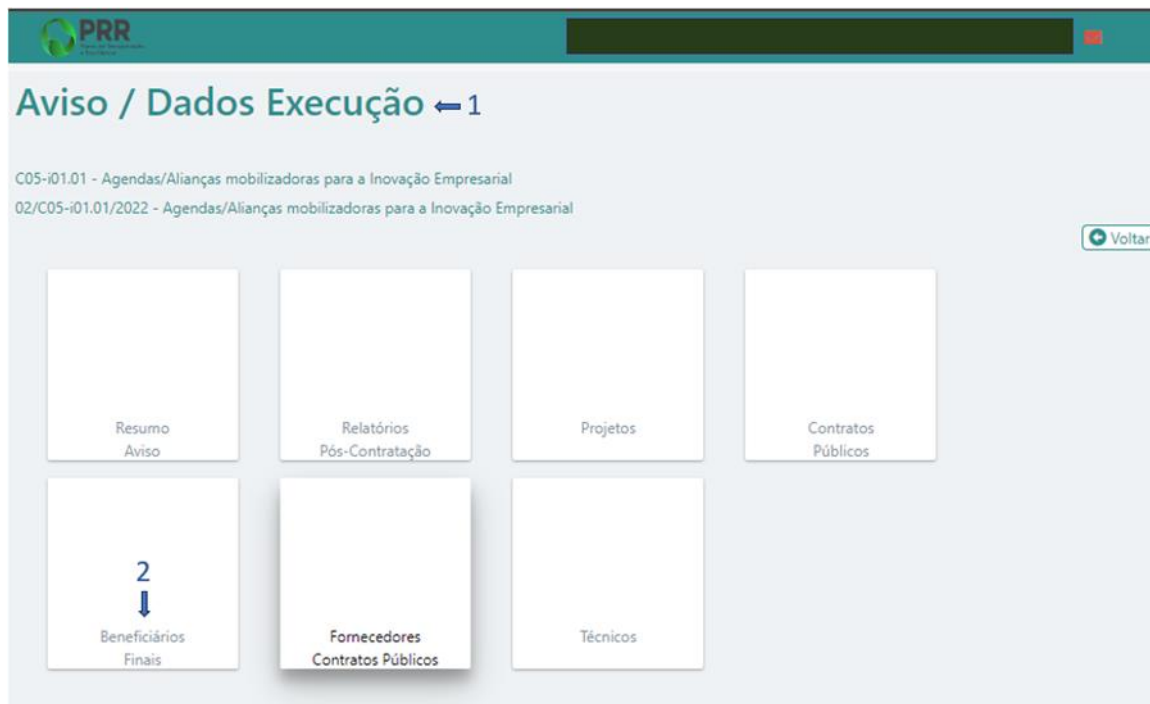 PRR
Aviso / Dados Execução 1
C05-i01.01 - Agendas/Alianças mobilizadoras para a Inovação Empresarial
02/C05-i01.01/2022 - Agendas/Alianças mobilizadoras para a Inovação Empresarial
Voltar
Resumo
Aviso
Relatórios
Pós-Contratação
Projetos
Contratos
Públicos
2
Beneficiários
Finais
Fornecedores
Contratos Públicos
Técnicos